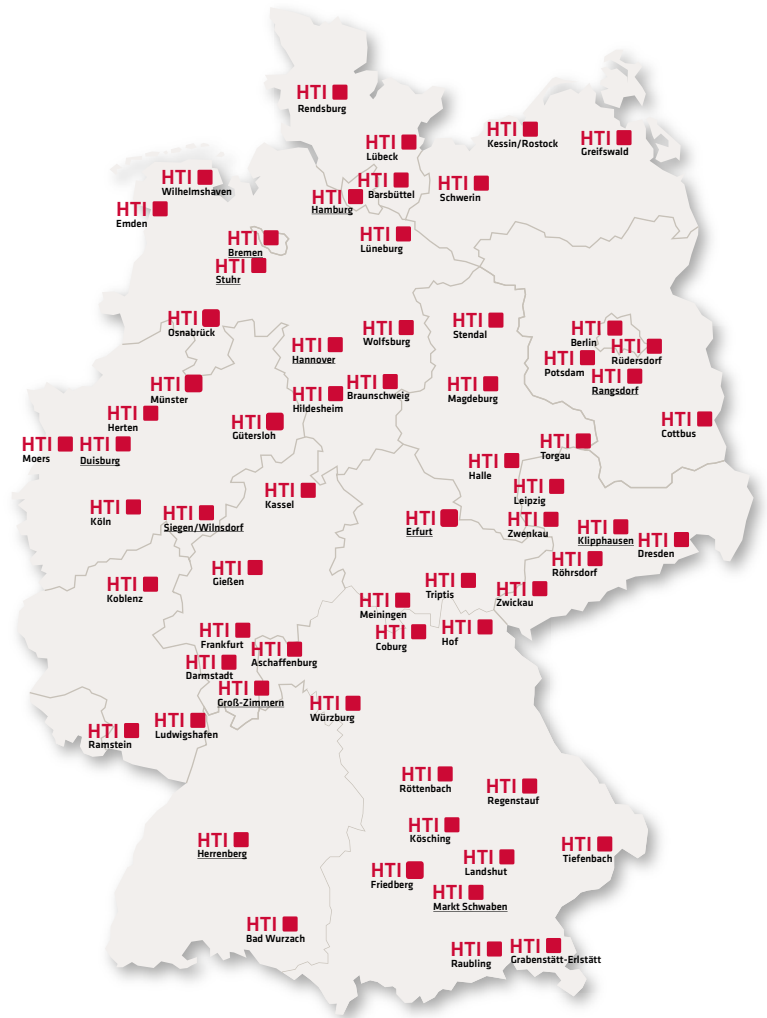 HTI
Rendsburg
HTI
Kessin/Rostock
HTI
Greifswald
HTI
Lübeck
HTI
Wilhelmshaven
HTI
Barsbüttel
HTI
Schwerin
HTI
Hamburg
HTI
Emden
HTI
Bremen
HTI
Lüneburg
HTI
Stuhr
HTI
Osnabrück
HTI
Stendal
HTI
Wolfsburg
HTI
Berlin
HTI
Hannover
HTI
Rüdersdorf
HTI
Potsdam
HTI
Rangsdorf
HTI
Münster
HTI
Braunschweig
HTI
Magdeburg
HTI
Hildesheim
HTI
Herten
HTI
Gütersloh
HTI
Cottbus
HTI
Moers
HTI
Duisburg
HTI
Torgau
HTI
Halle
HTI
Kassel
HTI
Leipzig
HTI
Köln
HTI
Siegen/Wilnsdorf
HTI
Erfurt
HTI
Zwenkau
HTI
Klipphausen
HTI
Dresden
HTI
Röhrsdorf
HTI
Gießen
HTI
Koblenz
HTI
Triptis
HTI
Zwickau
HTI
Meiningen
HTI
Coburg
HTI
Hof
HTI
Frankfurt
HTI
Aschaffenburg
HTI
Darmstadt
HTI
Groß-Zimmern
HTI
Würzburg
HTI
Ludwigshafen
HTI
Ramstein
HTI
Röttenbach
HTI
Regenstauf
HTI
Kösching
HTI
Herrenberg
HTI
Tiefenbach
HTI
Landshut
HTI
Friedberg
HTI
Markt Schwaben
HTI
Bad Wurzach
HTI
Raubling
HTI
Grabenstätt-Erlstätt